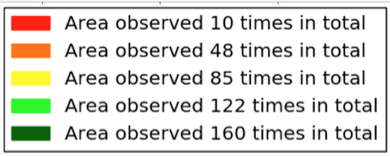 Area observed 10 times in total
Area observed 48 times in total
Area observed 85 times in total
Area observed 122 times in total
Area observed 160 times in total